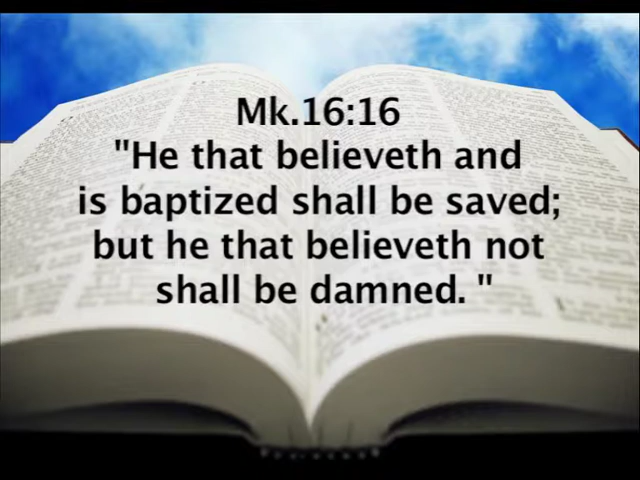 Mk.16:16
"He that believeth and
is baptized shall be saved;
but he that believeth not
shall be damned. "